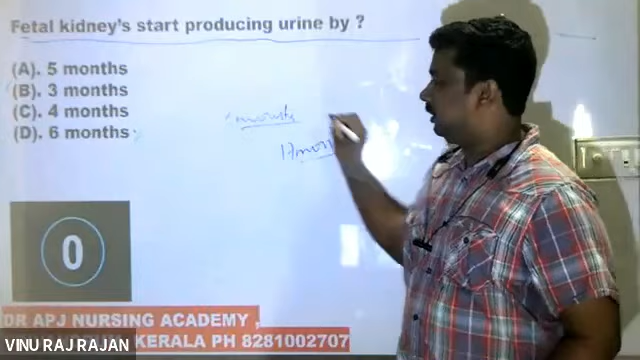 Fetal kidney's start producing urine by ?
(A). 5 months
(B). 3 months
(C). 4 months
(D). 6 months
0
DR APJ NURSING ACADEMY ,
KERALA PH 8281002707
VINU RAJ RAJAN